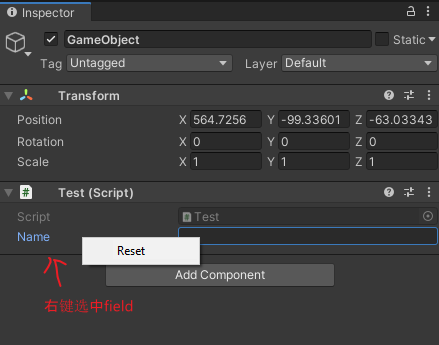 Inspector
GameObject
Static
Tag Untagged Layer Default
Transform
Position X 564.7256 Y -99.33601 Z -63.03343
Rotation X 0 Y 0 Z 0
Scale X 1 Y 1 Z 1
# Test (Script)
Script # Test
Name
Reset
Add Component
右键选中field